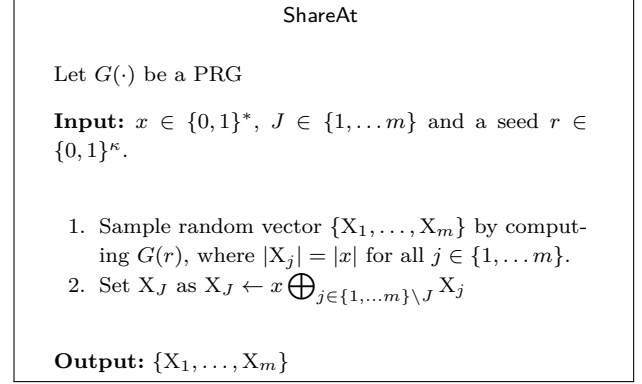 ShareAt
Let G(·) be a PRG
Input: x ∈ {0,1}*, J ∈ {1,...m} and a seed r ∈
{0,1}^κ.
1. Sample random vector {X_1,...,X_m} by comput-
ing G(r), where |X_j| = |x| for all j ∈ {1,...m}.
2. Set X_J as X_J ← x ⨁_{j∈{1,...m}\J} X_j
Output: {X_1,...,X_m}